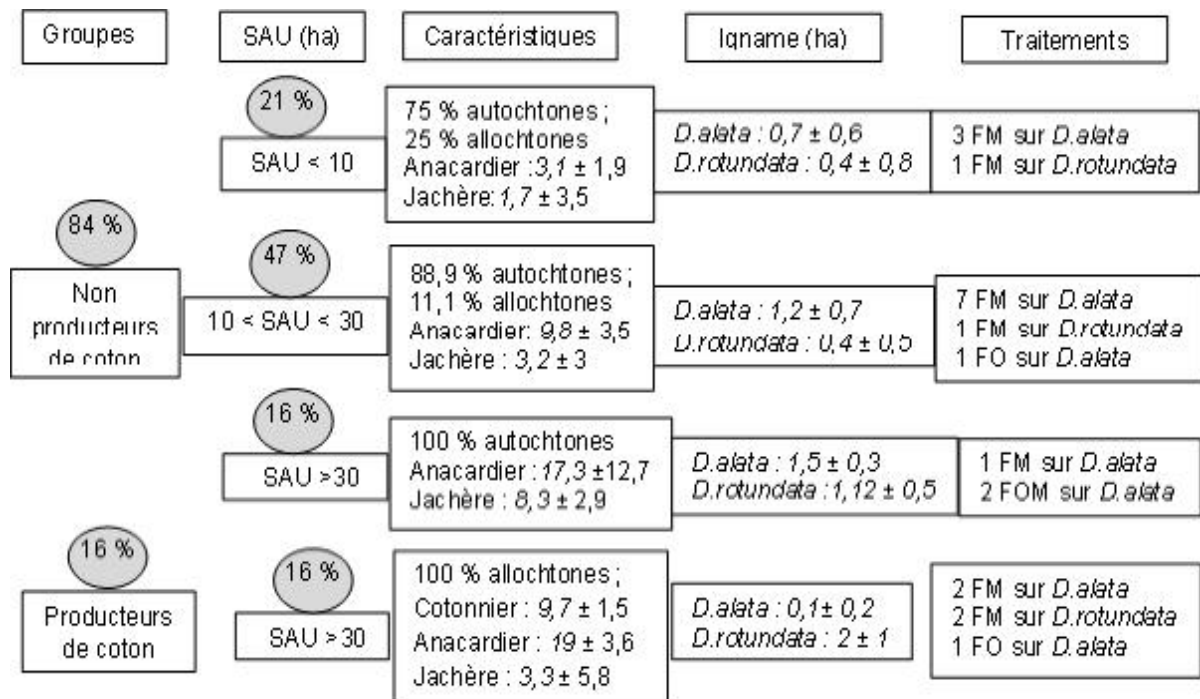 Groupes
SAU (ha)
Caractéristiques
Igname (ha)
Traitements
21 %
SAU < 10
75 % autochtones ;
25 % allochtones
Anacardier :3,1 ± 1,9
Jachère: 1,7 ± 3,5
D.alata : 0,7 ± 0,6
D.rotundata : 0,4 ± 0,8
3 FM sur D.alata
1 FM sur D.rotundata
84 %
Non
producteurs
de coton
47 %
10 < SAU < 30
88,9 % autochtones ;
11,1 % allochtones
Anacardier: 9,8 ± 3,5
Jachère : 3,2 ± 3
D.alata : 1,2 ± 0,7
D.rotundata : 0,4 ± 0,5
7 FM sur D.alata
1 FM sur D.rotundata
1 FO sur D.alata
16 %
SAU >30
100 % autochtones
Anacardier : 17,3 ±12,7
Jachère : 8,3 ± 2,9
D.alata : 1,5 ± 0,3
D.rotundata : 1,12 ± 0,5
1 FM sur D.alata
2 FOM sur D.alata
16 %
Producteurs
de coton
16 %
SAU >30
100 % allochtones ;
Cotonnier : 9,7 ± 1,5
Anacardier : 19 ± 3,6
Jachère : 3,3 ± 5,8
D.alata : 0,1± 0,2
D.rotundata : 2 ± 1
2 FM sur D.alata
2 FM sur D.rotundata
1 FO sur D.alata